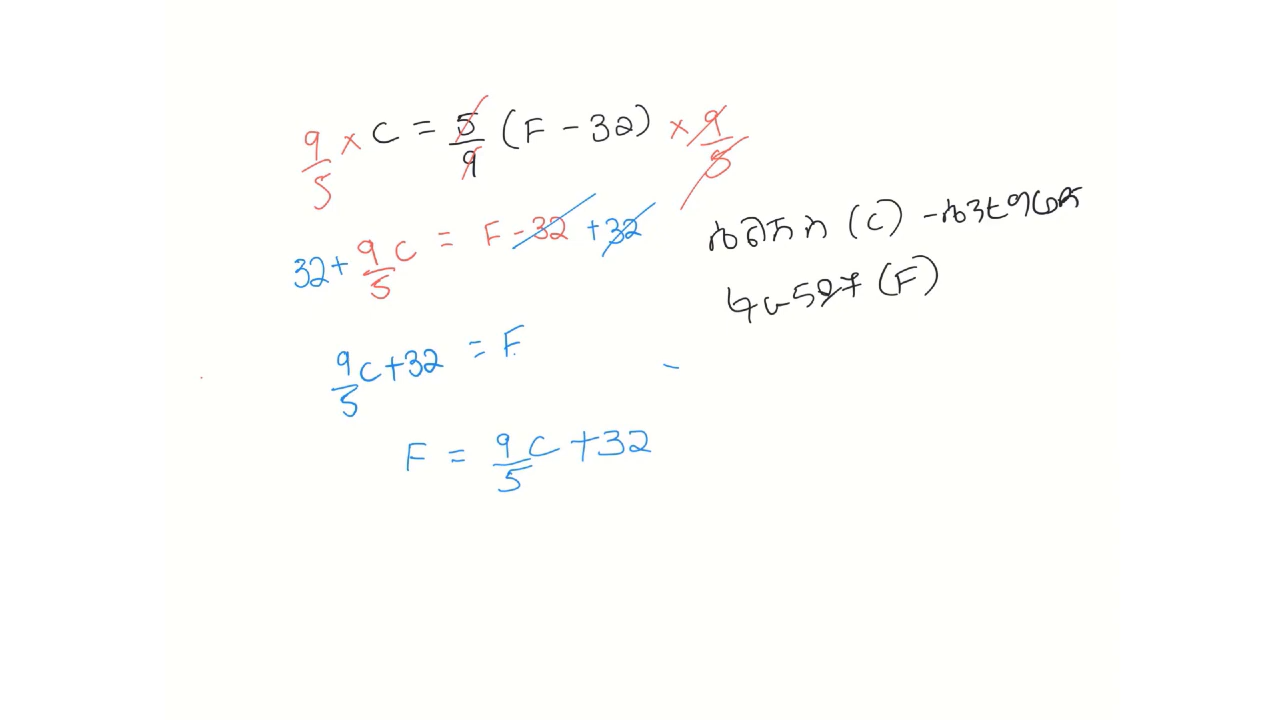 9/5 × C = 5/9 (F - 32) × 9/5
32 + 9/5 C = F - 32 + 32
9/5 C + 32 = F
F = 9/5 C + 32
(C) -
(F)